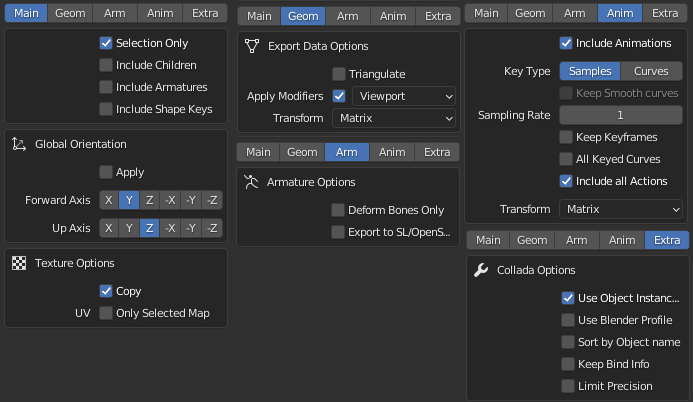 Main Geom Arm Anim Extra
Selection Only
Include Children
Include Armatures
Include Shape Keys
Global Orientation
Apply
Forward Axis X Y Z -X -Y -Z
Up Axis X Y Z -X -Y -Z
Texture Options
Copy
UV Only Selected Map
Main Geom Arm Anim Extra
Export Data Options
Triangulate
Apply Modifiers Viewport
Transform Matrix
Main Geom Arm Anim Extra
Armature Options
Deform Bones Only
Export to SL/OpenS...
Main Geom Arm Anim Extra
Include Animations
Key Type Samples Curves
Keep Smooth curves
Sampling Rate 1
Keep Keyframes
All Keyed Curves
Include all Actions
Transform Matrix
Main Geom Arm Anim Extra
Collada Options
Use Object Instanc...
Use Blender Profile
Sort by Object name
Keep Bind Info
Limit Precision